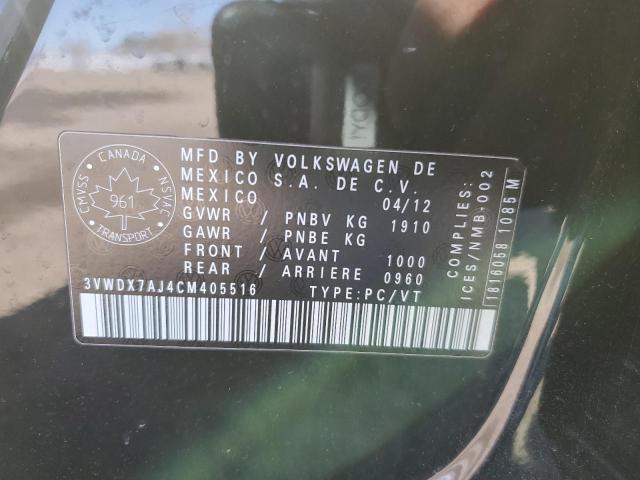 MFD BY VOLKSWAGEN DE
MEXICO S.A. DE C.V.
MEXICO 04/12
GVWR / PNBV KG 1910
GAWR / PNBE KG
FRONT / AVANT 1000
REAR / ARRIERE 0960
3VWDX7AJ4CM405516 TYPE:PC/VT
CANADA
CMVSS
NSVAC
961
TRANSPORT
COMPLIES:
ICES/NMB-002
1816058 1085 M